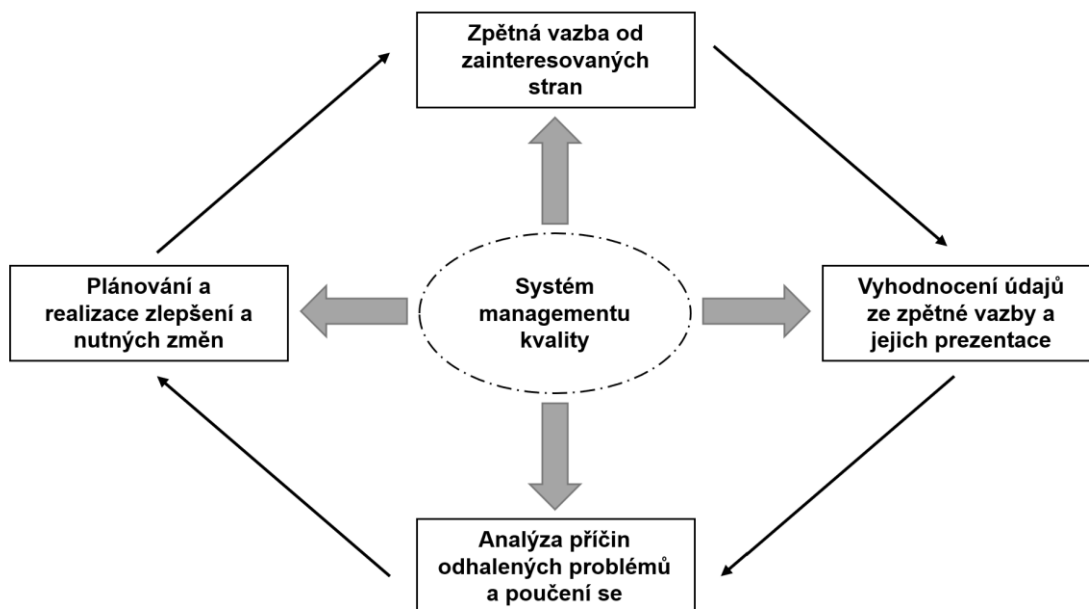 Zpětná vazba od
zainteresovaných
stran
Plánování a
realizace zlepšení a
nutných změn
Systém
managementu
kvality
Vyhodnocení údajů
ze zpětné vazby a
jejich prezentace
Analýza příčin
odhalených problémů
a poučení se